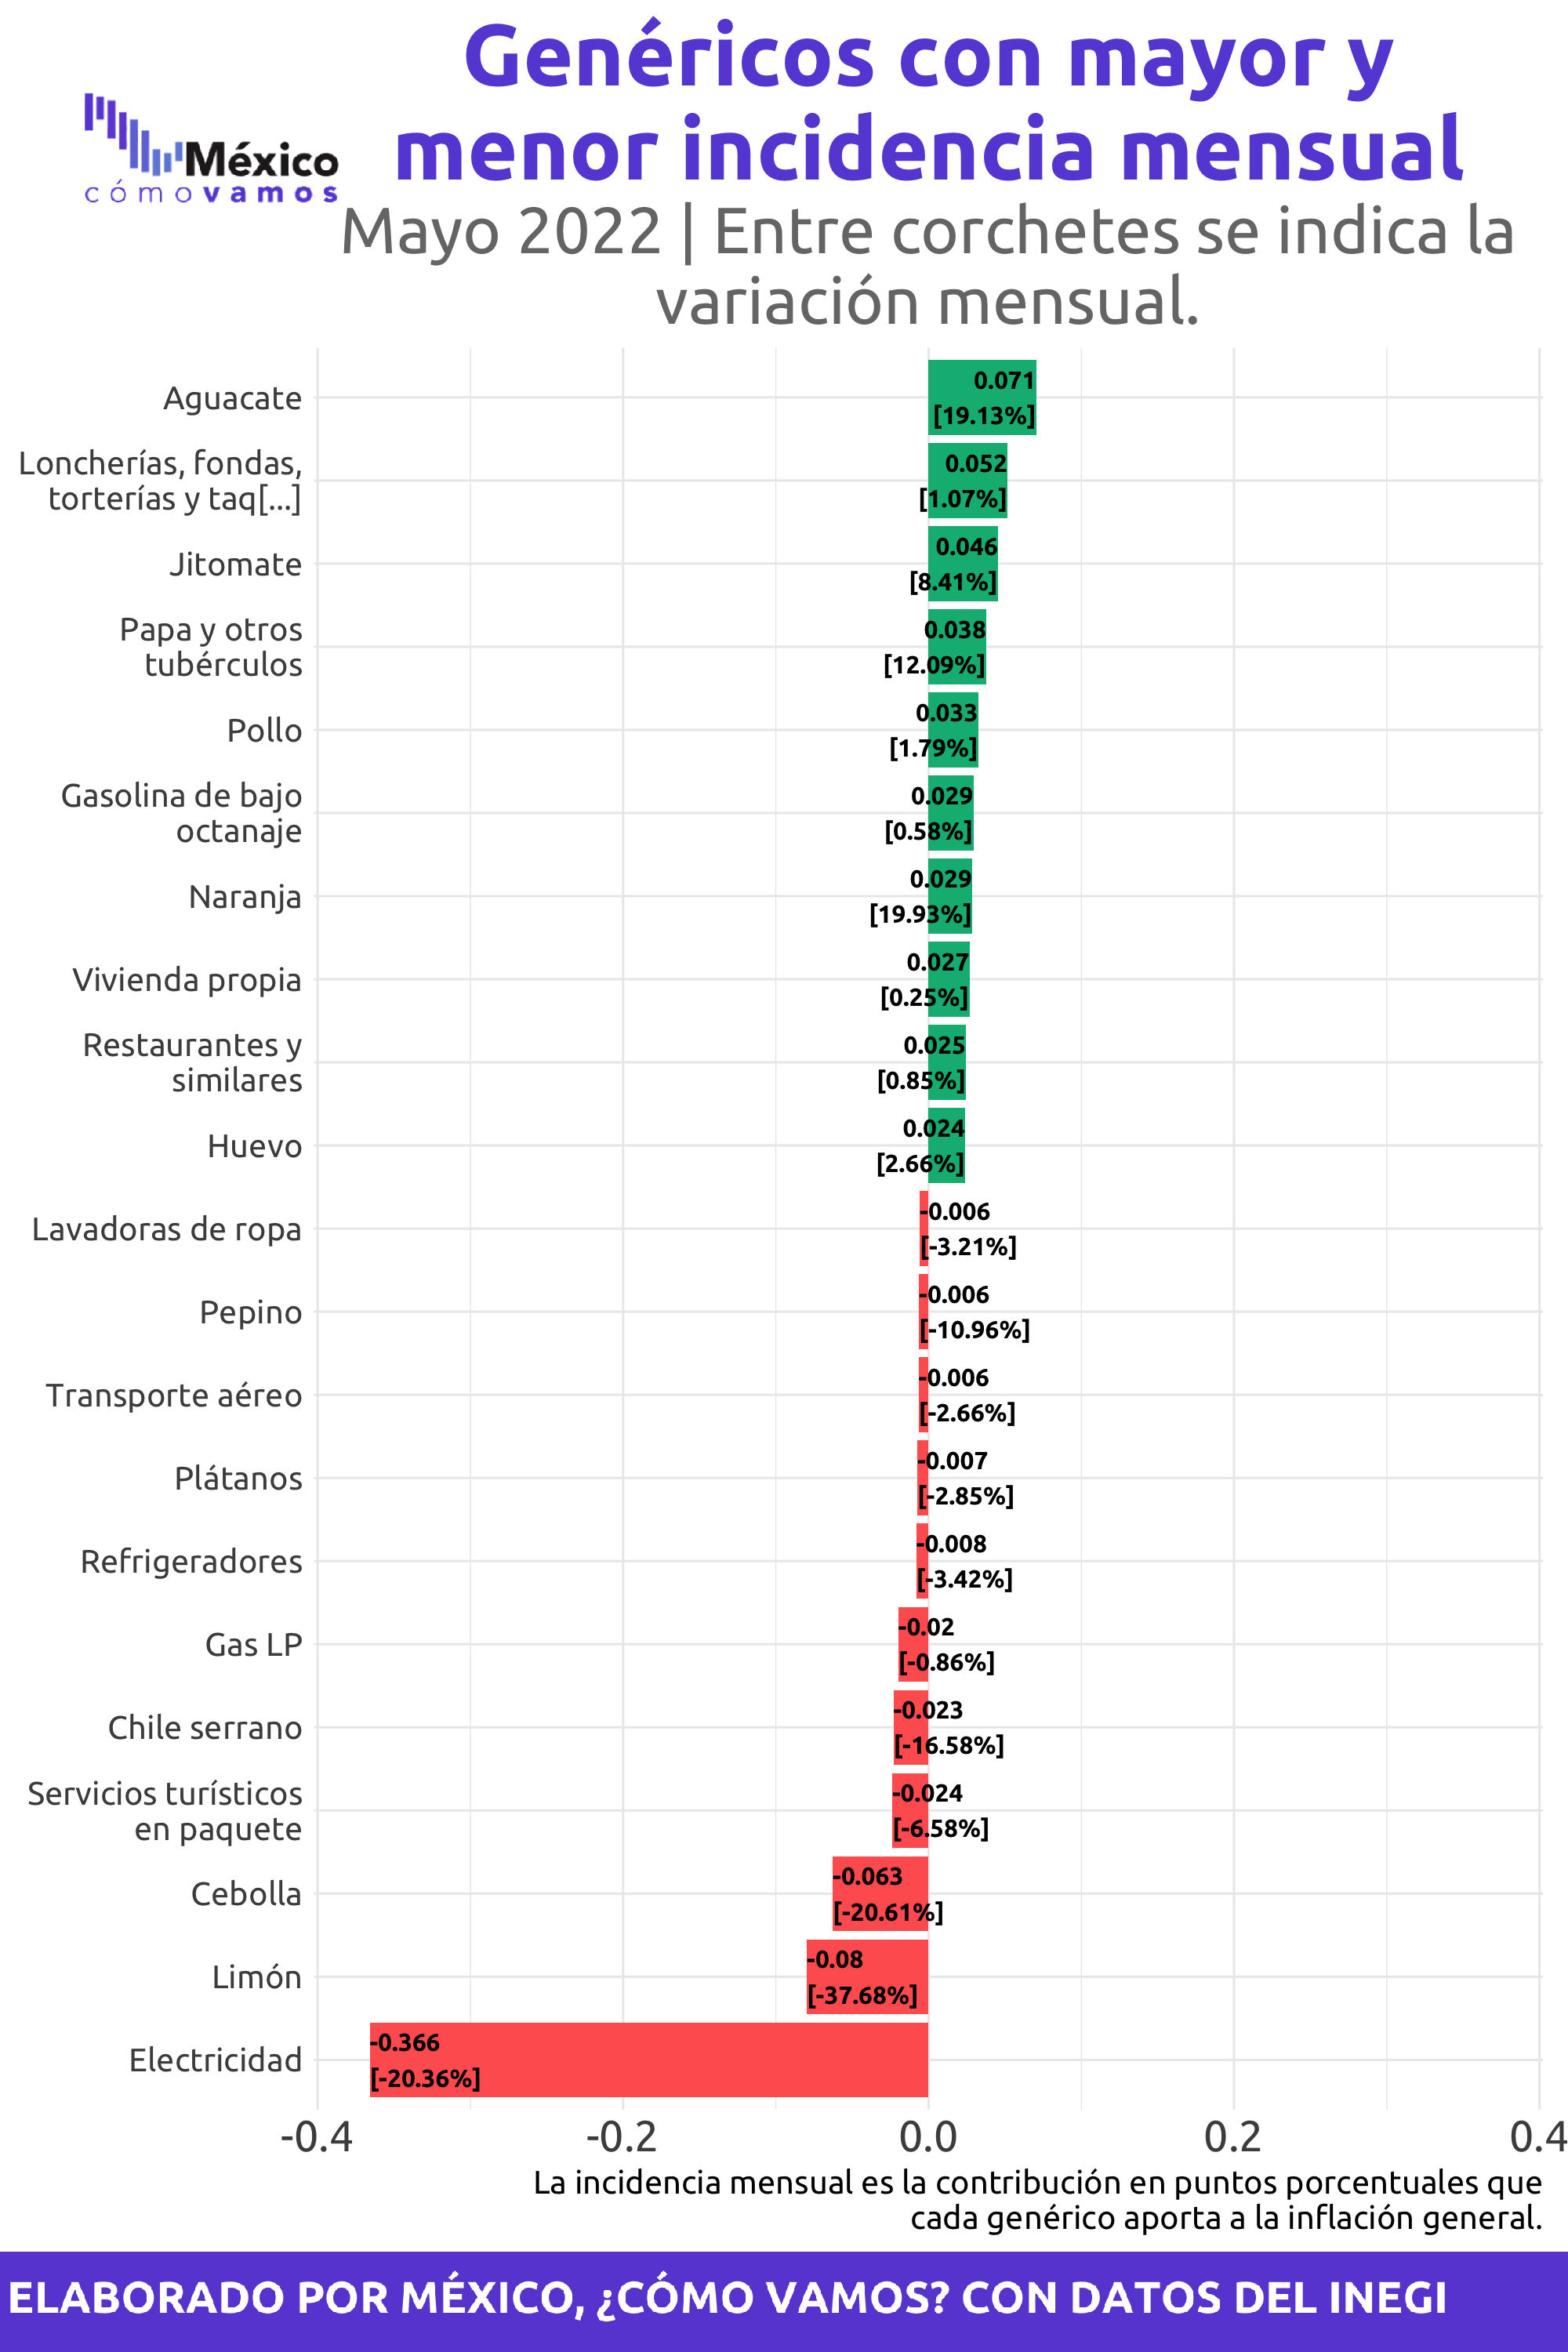 Genéricos con mayor y
menor incidencia mensual
México
cómovamos
Mayo 2022 | Entre corchetes se indica la
variación mensual.
Aguacate
0.071
[19.13%]
Loncherías, fondas,
torterías y taq[...]
0.052
[1.07%]
Jitomate
0.046
[8.41%]
Papa y otros
tubérculos
0.038
[12.09%]
Pollo
0.033
[1.79%]
Gasolina de bajo
octanaje
0.029
[0.58%]
Naranja
0.029
[19.93%]
Vivienda propia
0.027
[0.25%]
Restaurantes y
similares
0.025
[0.85%]
Huevo
0.024
[2.66%]
Lavadoras de ropa
-0.006
[-3.21%]
Pepino
-0.006
[-10.96%]
Transporte aéreo
-0.006
[-2.66%]
Plátanos
-0.007
[-2.85%]
Refrigeradores
-0.008
[-3.42%]
Gas LP
-0.02
[-0.86%]
Chile serrano
-0.023
[-16.58%]
Servicios turísticos
en paquete
-0.024
[-6.58%]
Cebolla
-0.063
[-20.61%]
Limón
-0.08
[-37.68%]
Electricidad
-0.366
[-20.36%]
-0.4 -0.2 0.0 0.2 0.4
La incidencia mensual es la contribución en puntos porcentuales que
cada genérico aporta a la inflación general.
ELABORADO POR MÉXICO, ¿CÓMO VAMOS? CON DATOS DEL INEGI